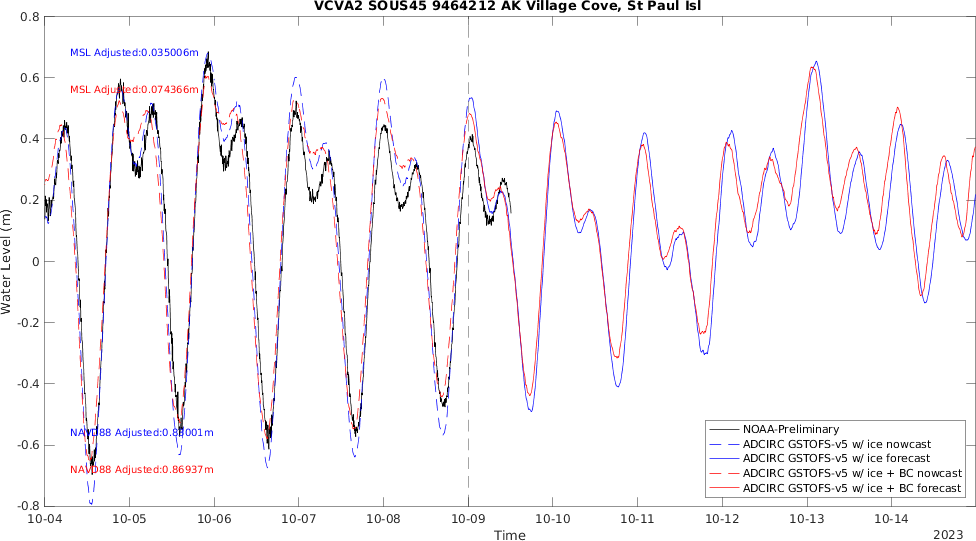 VCVA2 SOUS45 9464212 AK Village Cove, St Paul Isl
0.8
0.6
0.4
0.2
0
-0.2
-0.4
-0.6
-0.8
Water Level (m)
MSL Adjusted:0.035006m
MSL Adjusted:0.074366m
NAVD88 Adjusted:0.83001m
NAVD88 Adjusted:0.86937m
NOAA-Preliminary
ADCIRC GSTOFS-v5 w/ ice nowcast
ADCIRC GSTOFS-v5 w/ ice forecast
ADCIRC GSTOFS-v5 w/ ice + BC nowcast
ADCIRC GSTOFS-v5 w/ ice + BC forecast
10-04 10-05 10-06 10-07 10-08 10-09 10-10 10-11 10-12 10-13 10-14
Time
2023